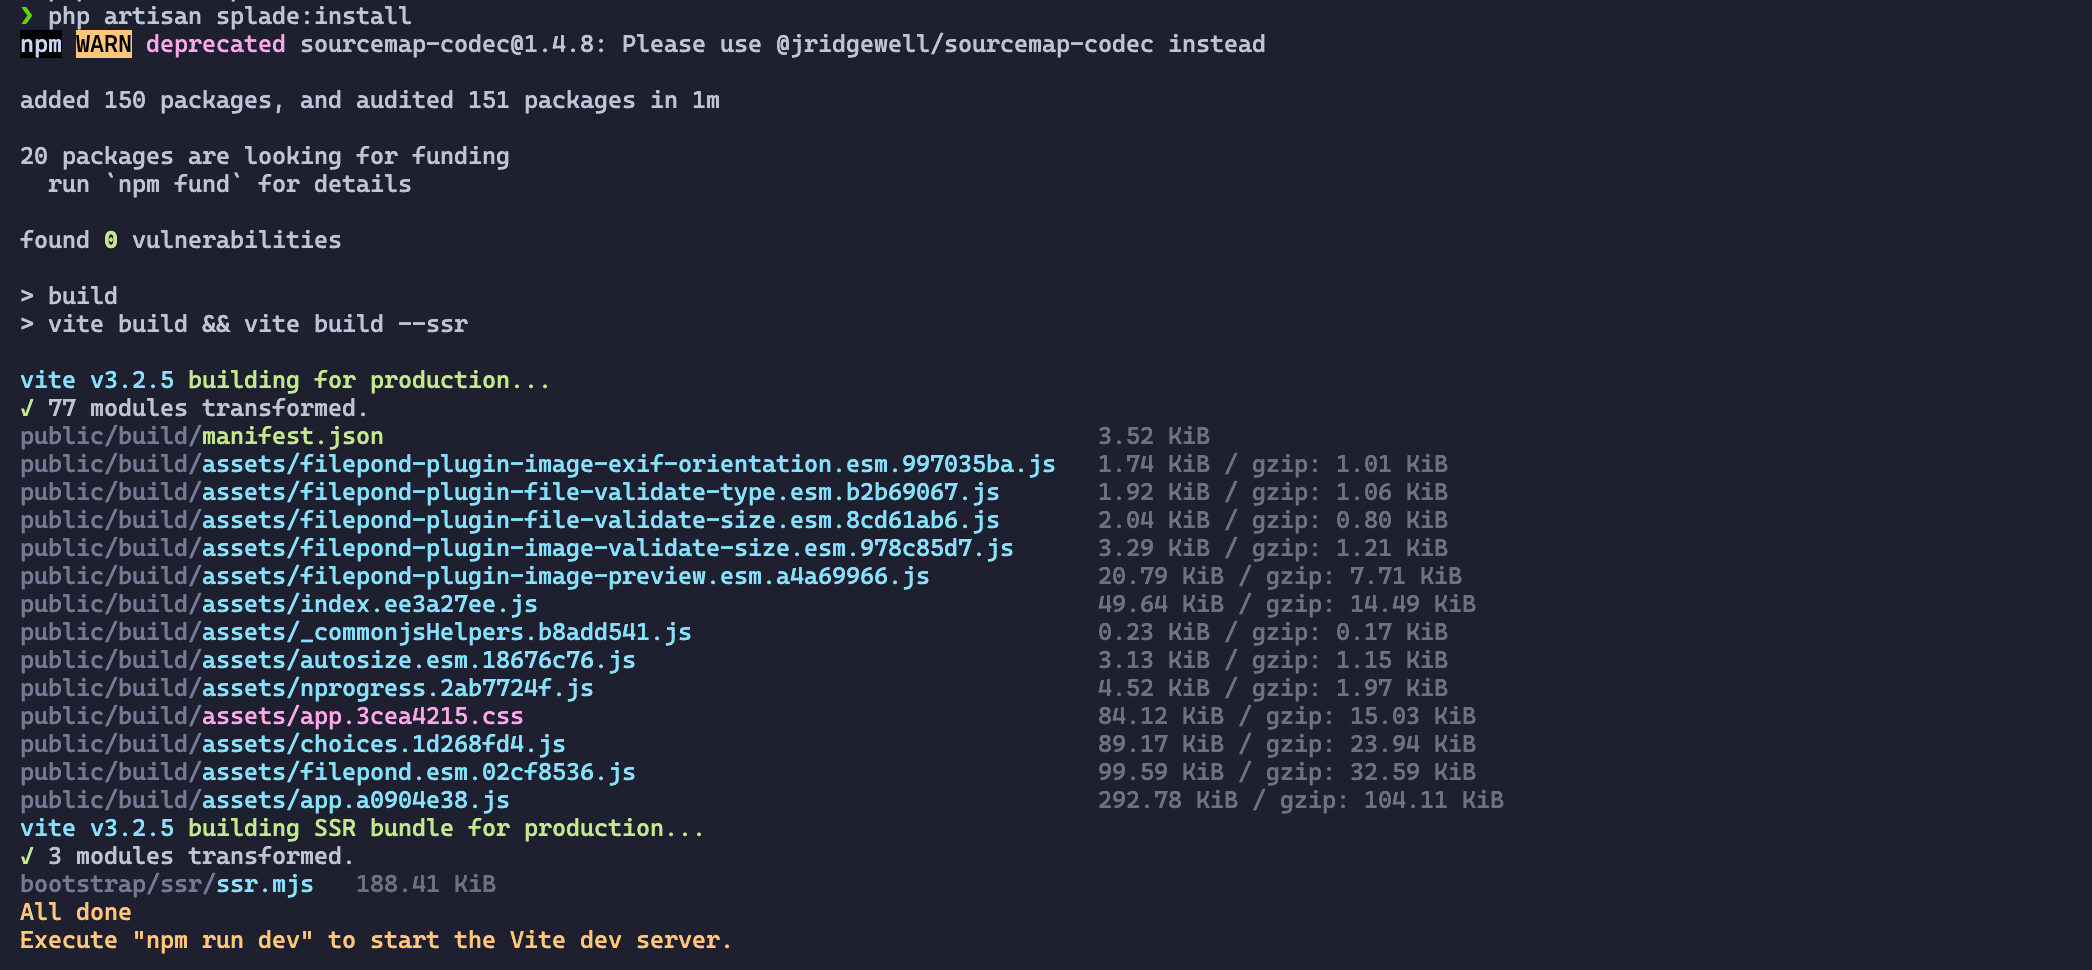 ❯ php artisan splade:install
npm WARN deprecated sourcemap-codec@1.4.8: Please use @jridgewell/sourcemap-codec instead
added 150 packages, and audited 151 packages in 1m
20 packages are looking for funding
run `npm fund` for details
found 0 vulnerabilities
> build
> vite build && vite build --ssr
vite v3.2.5 building for production...
✓ 77 modules transformed.
public/build/manifest.json 3.52 KiB
public/build/assets/filepond-plugin-image-exif-orientation.esm.997035ba.js 1.74 KiB / gzip: 1.01 KiB
public/build/assets/filepond-plugin-file-validate-type.esm.b2b69067.js 1.92 KiB / gzip: 1.06 KiB
public/build/assets/filepond-plugin-file-validate-size.esm.8cd61ab6.js 2.04 KiB / gzip: 0.80 KiB
public/build/assets/filepond-plugin-image-validate-size.esm.978c85d7.js 3.29 KiB / gzip: 1.21 KiB
public/build/assets/filepond-plugin-image-preview.esm.a4a69966.js 20.79 KiB / gzip: 7.71 KiB
public/build/assets/index.ee3a27ee.js 49.64 KiB / gzip: 14.49 KiB
public/build/assets/_commonjsHelpers.b8add541.js 0.23 KiB / gzip: 0.17 KiB
public/build/assets/autosize.esm.18676c76.js 3.13 KiB / gzip: 1.15 KiB
public/build/assets/nprogress.2ab7724f.js 4.52 KiB / gzip: 1.97 KiB
public/build/assets/app.3cea4215.css 84.12 KiB / gzip: 15.03 KiB
public/build/assets/choices.1d268fd4.js 89.17 KiB / gzip: 23.94 KiB
public/build/assets/filepond.esm.02cf8536.js 99.59 KiB / gzip: 32.59 KiB
public/build/assets/app.a0904e38.js 292.78 KiB / gzip: 104.11 KiB
vite v3.2.5 building SSR bundle for production...
✓ 3 modules transformed.
bootstrap/ssr/ssr.mjs 188.41 KiB
All done
Execute "npm run dev" to start the Vite dev server.